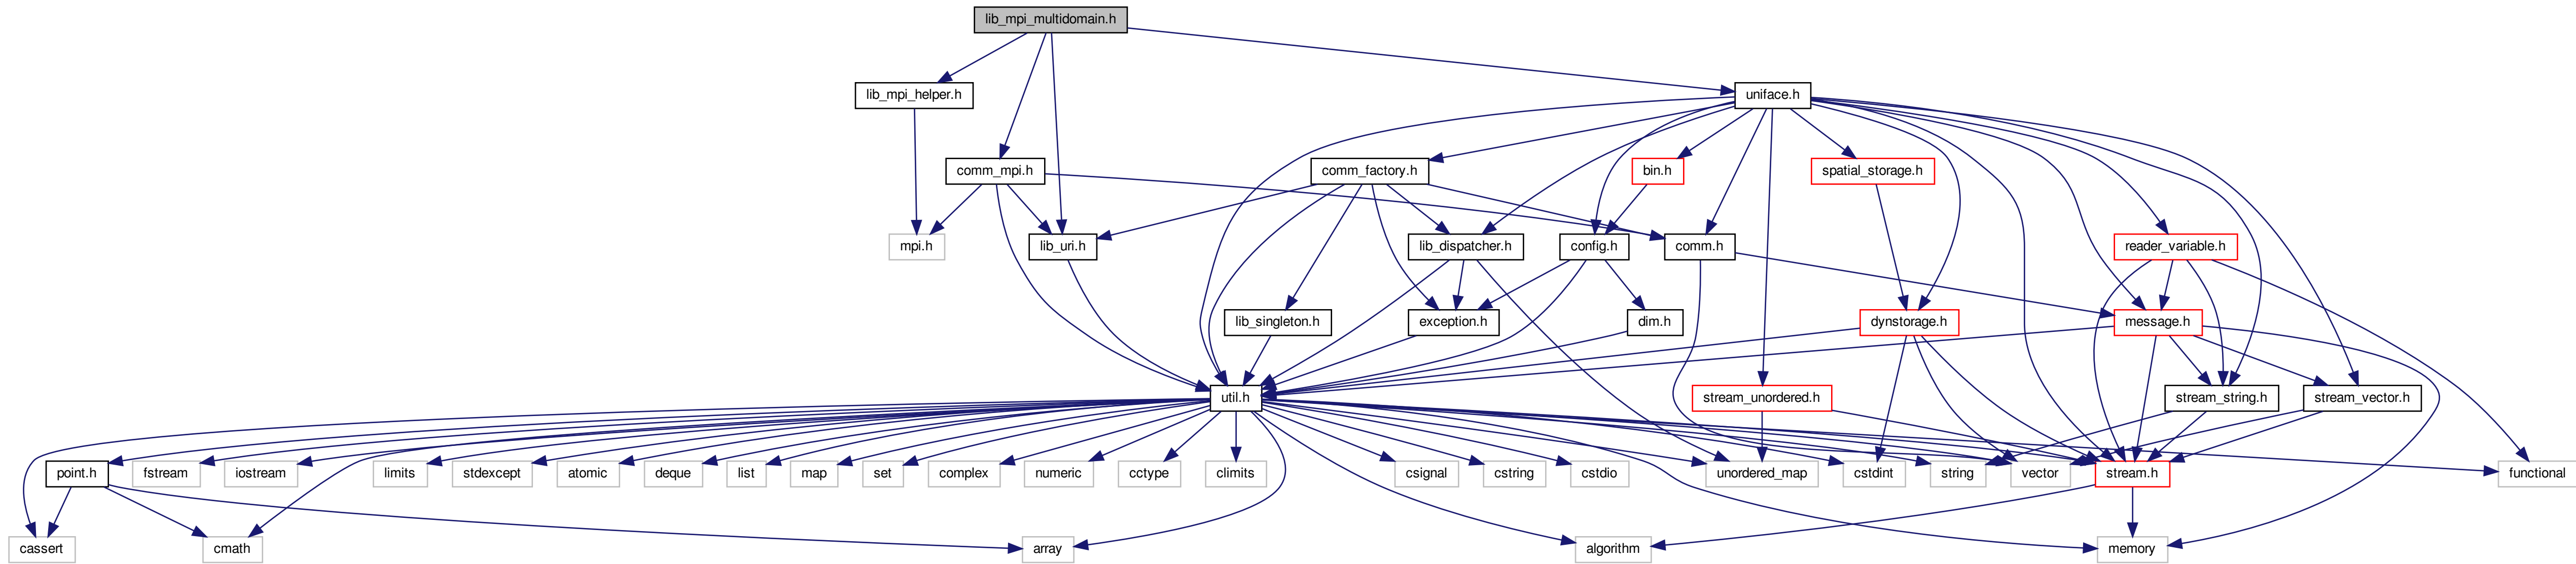 lib_mpi_multidomain.h
lib_mpi_helper.h
uniface.h
comm_mpi.h
comm_factory.h
bin.h
spatial_storage.h
mpi.h
lib_uri.h
lib_dispatcher.h
config.h
comm.h
reader_variable.h
lib_singleton.h
exception.h
dim.h
dynstorage.h
message.h
util.h
stream_unordered.h
stream_string.h
stream_vector.h
point.h
fstream
iostream
limits
stdexcept
atomic
deque
list
map
set
complex
numeric
cctype
climits
csignal
cstring
cstdio
unordered_map
cstdint
string
vector
stream.h
functional
cassert
cmath
array
algorithm
memory